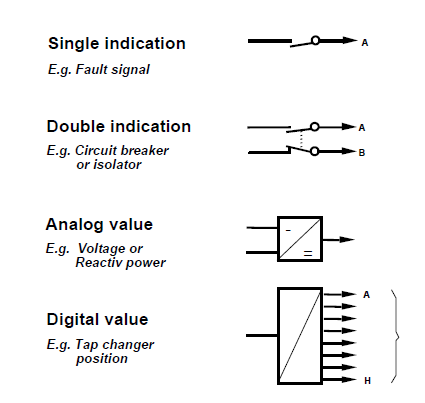 Single indication
A
E.g. Fault signal
Double indication
A
E.g. Circuit breaker
B
or isolator
Analog value
E.g. Voltage or
Reactiv power
Digital value
A
E.g. Tap changer
position
H